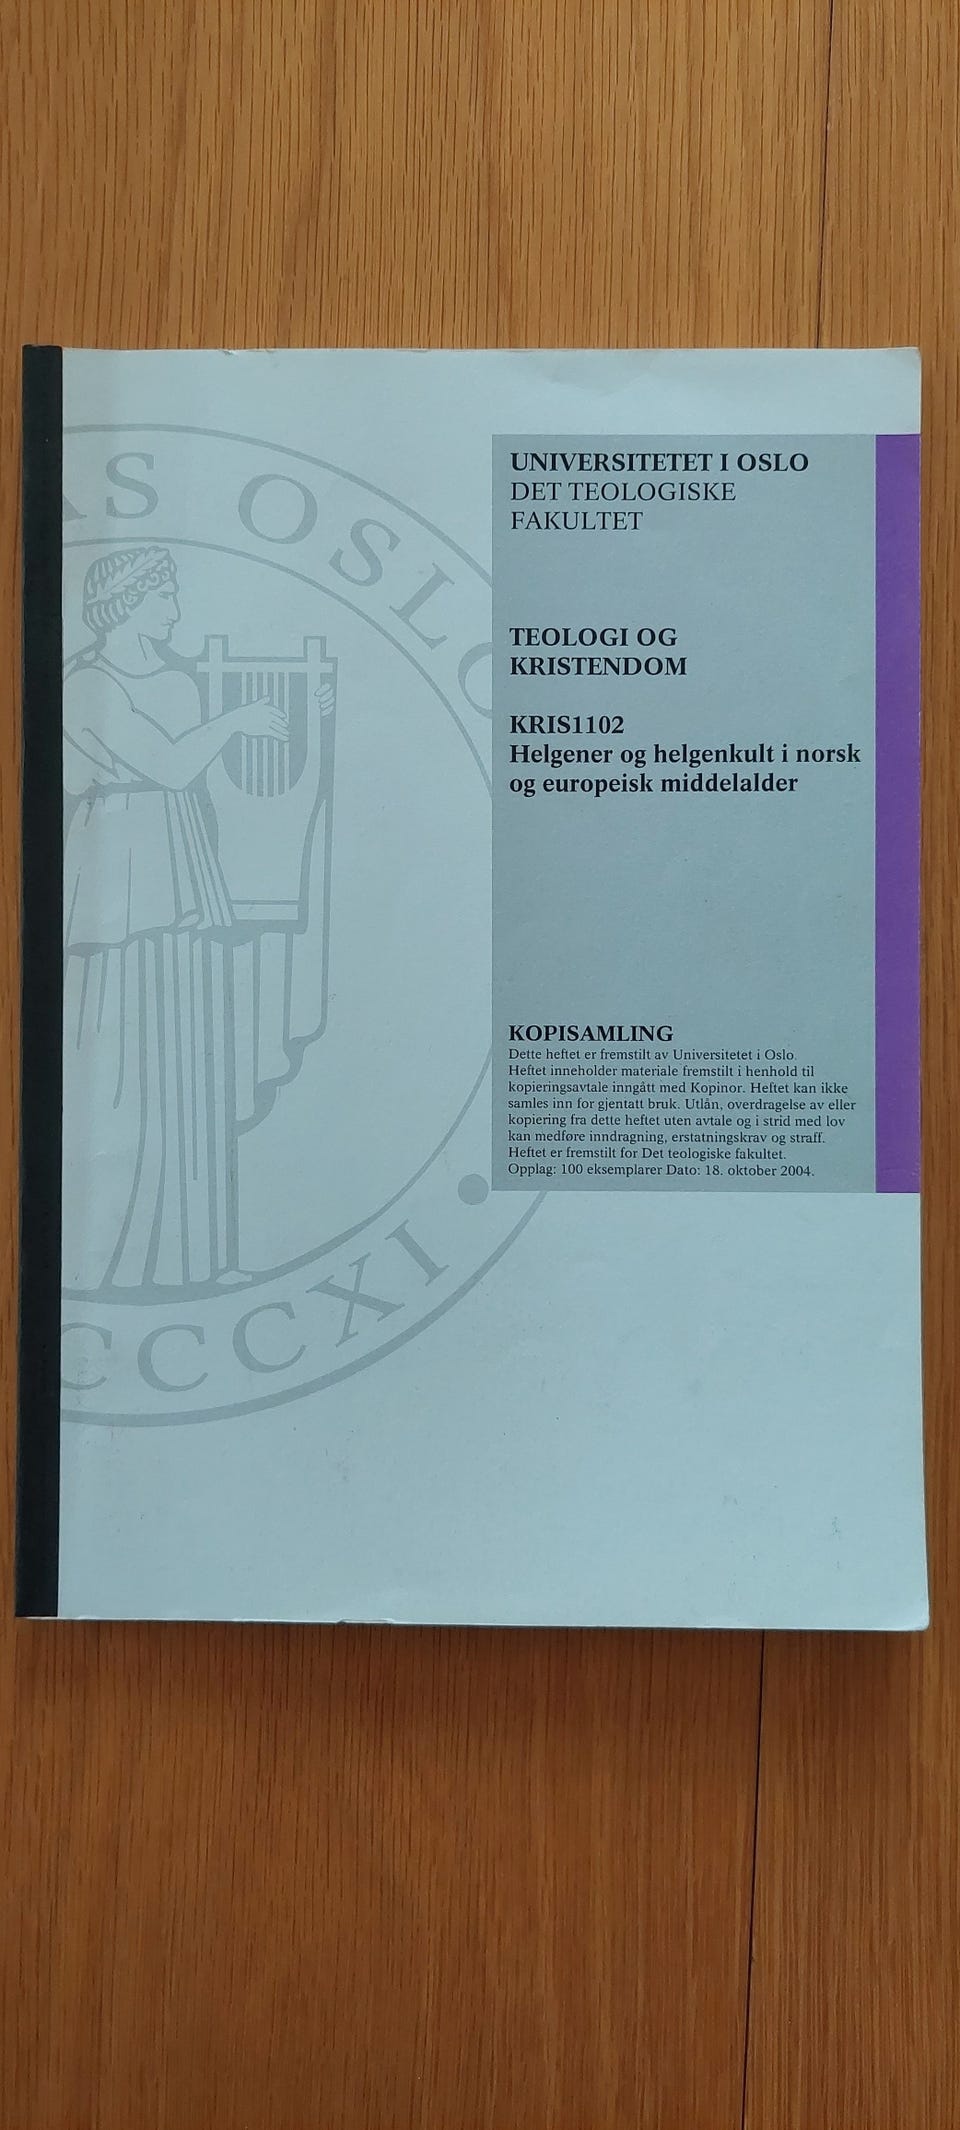 AS OSLO
UNIVERSITETET I OSLO
DET TEOLOGISKE
FAKULTET
TEOLOGI OG
KRISTENDOM
KRIS1102
Helgener og helgenkult i norsk
og europeisk middelalder
KOPISAMLING
Dette heftet er fremstilt av Universitetet i Oslo.
Heftet inneholder materiale fremstilt i henhold til
kopieringsavtale inngått med Kopinor. Heftet kan ikke
samles inn for gjentatt bruk. Utlån, overdragelse av eller
kopiering fra dette heftet uten avtale og i strid med lov
kan medføre inndragning, erstatningskrav og straff.
Heftet er fremstilt for Det teologiske fakultet.
Opplag: 100 eksemplarer Dato: 18. oktober 2004.
CCCXI